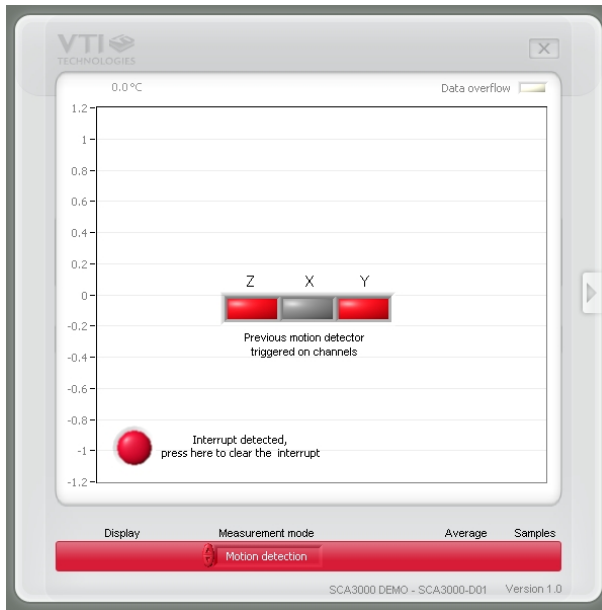 VTI
TECHNOLOGIES
0.0 °C
Data overflow
1.2
1
0.8
0.6
0.4
0.2
0
-0.2
-0.4
-0.6
-0.8
-1
-1.2
Z X Y
Previous motion detector
triggered on channels
Interrupt detected,
press here to clear the interrupt
Display Measurement mode Average Samples
Motion detection
SCA3000 DEMO - SCA3000-D01 Version 1.0